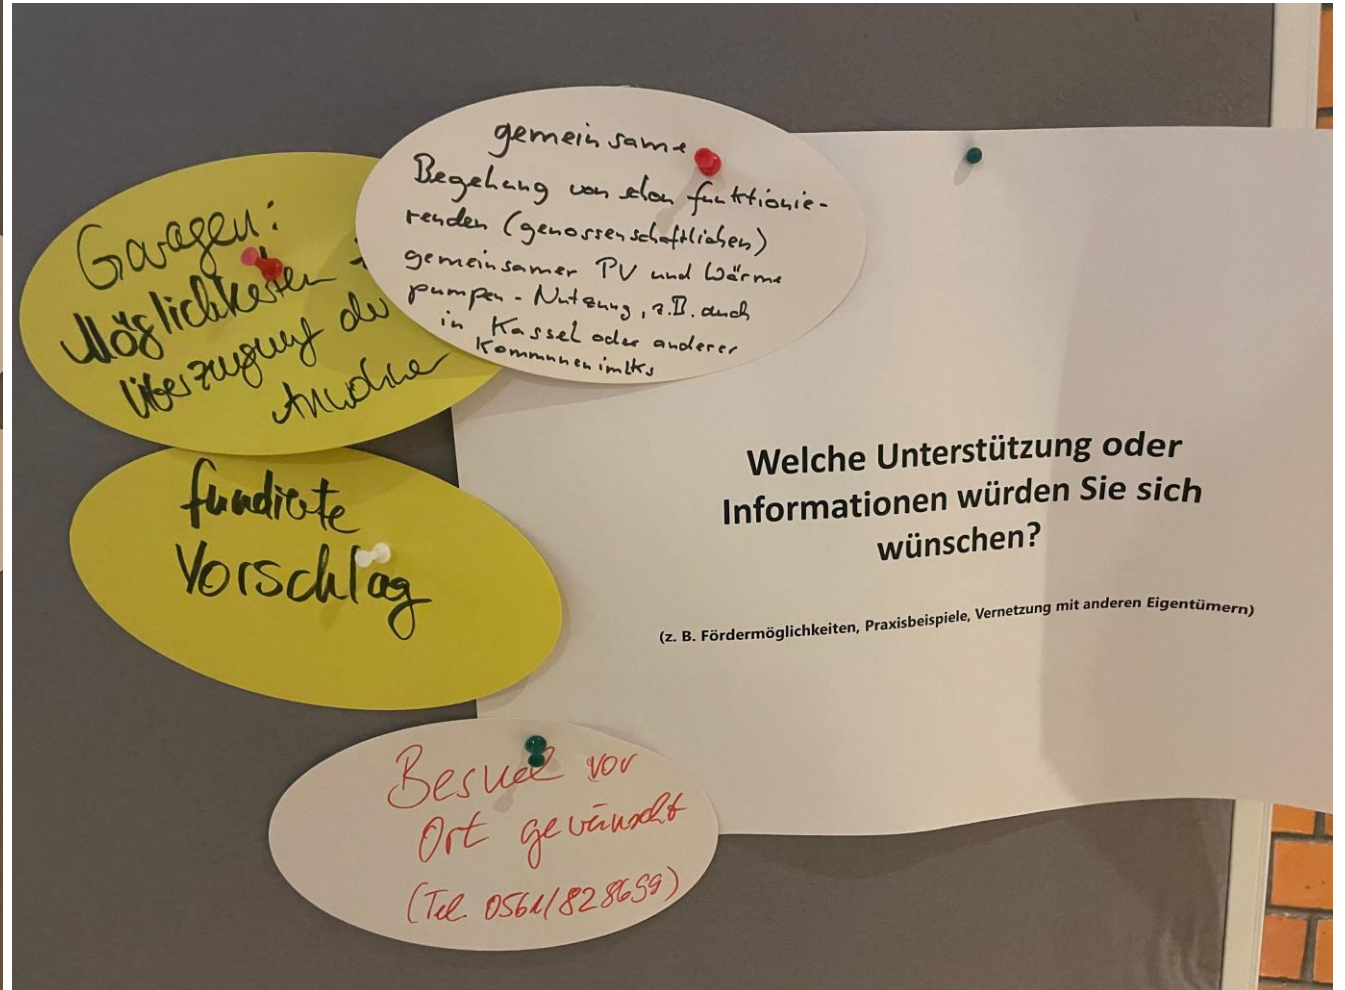 gemeinsame
Begehung von schon funktionie-
renden (genossenschaftlichen)
gemeinsamer PV und Wärme
pumpen-Nutzung, z.B. auch
in Kassel oder anderer
Kommunen
Garagen:
Möglichkeiten
Überzeugung der
Anwohner
fundierte
Vorschlag
Welche Unterstützung oder
Informationen würden Sie sich
wünschen?
(z. B. Fördermöglichkeiten, Praxisbeispiele, Vernetzung mit anderen Eigentümern)
Besuch vor
Ort gewünscht
(Tel. 0561/828659)